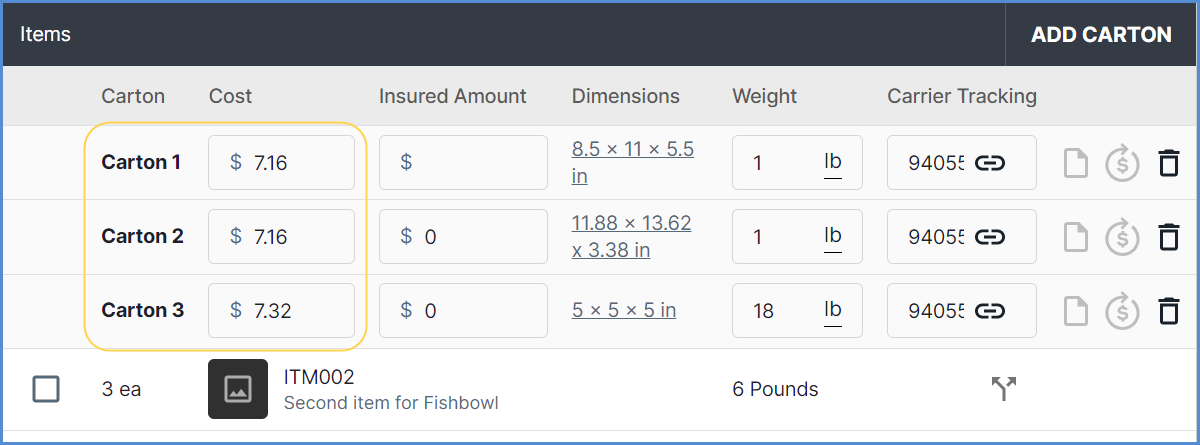 Items ADD CARTON
Carton Cost Insured Amount Dimensions Weight Carrier Tracking
Carton 1 $ 7.16 $ 8.5 × 11 × 5.5 in 1 lb 94055
Carton 2 $ 7.16 $ 0 11.88 × 13.62 x 3.38 in 1 lb 94055
Carton 3 $ 7.32 $ 0 5 × 5 × 5 in 18 lb 94055
3 ea ITM002 6 Pounds
Second item for Fishbowl